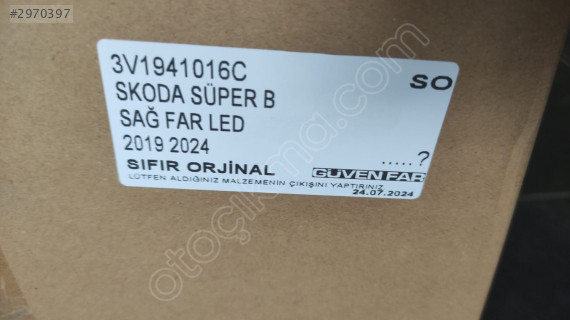 #2970397
3V1941016C
SO
SKODA SÜPER B
SAĞ FAR LED
2019 2024
.....?
SIFIR ORJİNAL
GÜVEN FAR
LÜTFEN ALDIĞINIZ MALZEMENİN ÇIKIŞINI YAPTIRINIZ
24.07.2024
otoçıkma.com